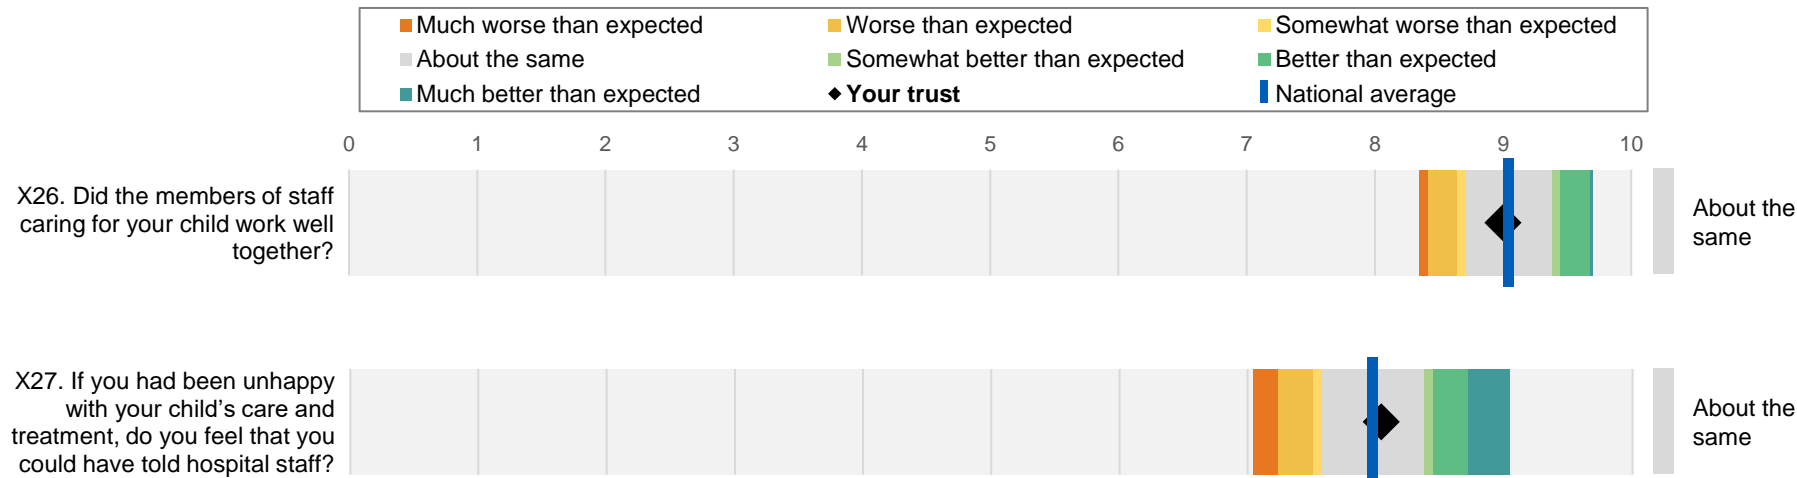 Much worse than expected
Worse than expected
Somewhat worse than expected
About the same
Somewhat better than expected
Better than expected
Much better than expected
Your trust
National average
0 1 2 3 4 5 6 7 8 9 10
X26. Did the members of staff
caring for your child work well
together?
About the
same
X27. If you had been unhappy
with your child’s care and
treatment, do you feel that you
could have told hospital staff?
About the
same